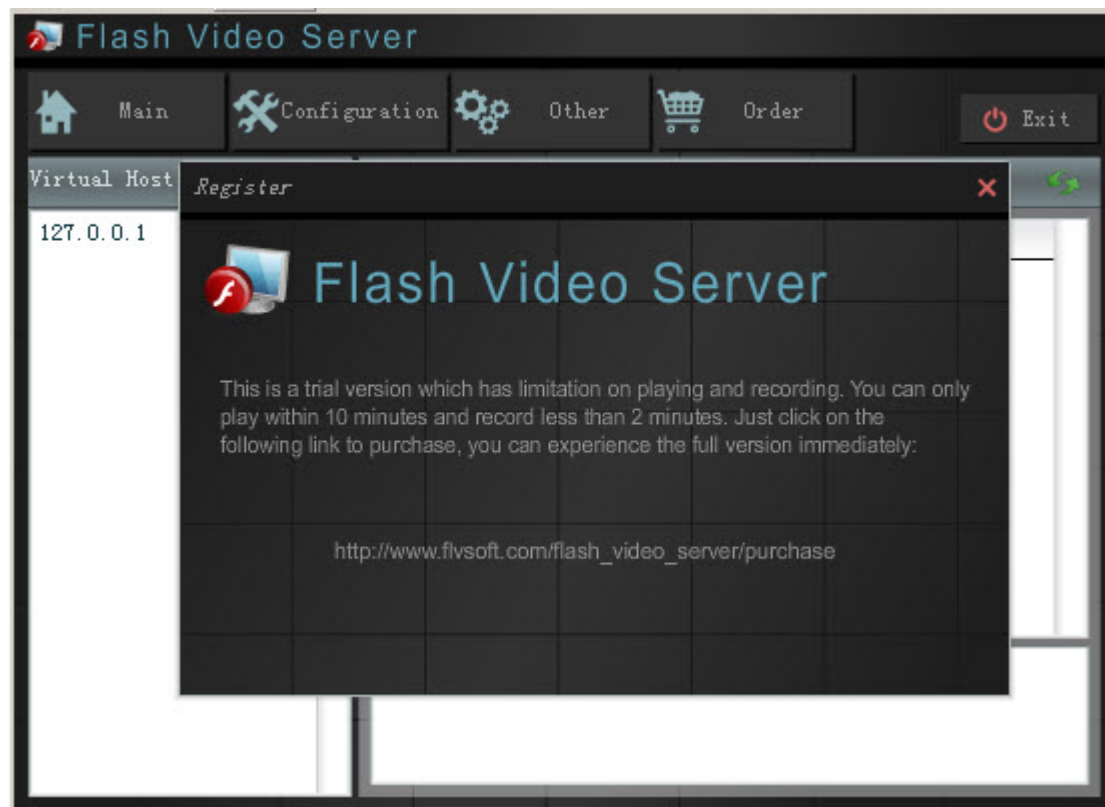 Flash Video Server
Main
Configuration
Other
Order
Exit
Virtual Host
Register
127.0.0.1
Flash Video Server
This is a trial version which has limitation on playing and recording. You can only
play within 10 minutes and record less than 2 minutes. Just click on the
following link to purchase, you can experience the full version immediately:
http://www.flvsoft.com/flash_video_server/purchase